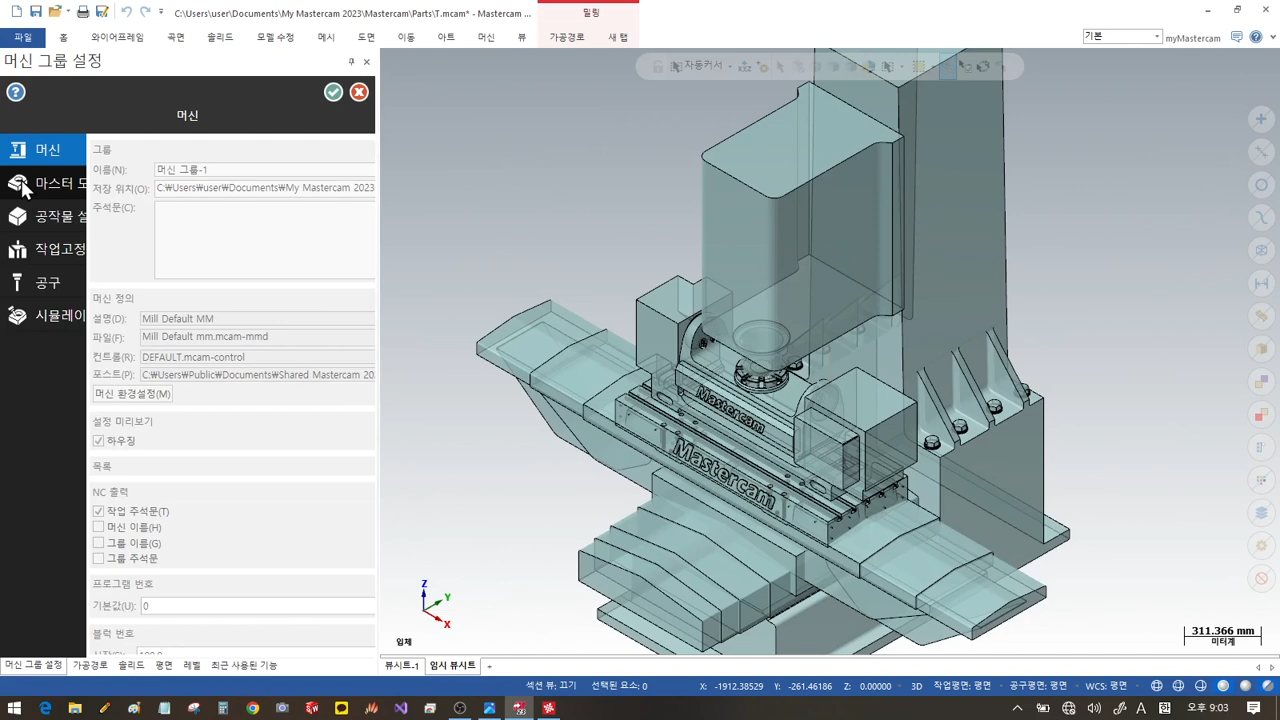 C:\Users\user\Documents\My Mastercam 2023\Mastercam\Parts\T.mcam* - Mastercam ...
밀링
파일 홈 와이어프레임 곡면 솔리드 모델 수정 메시 도면 이동 아트 머신 뷰 가공경로 새 탭
기본 myMastercam
머신 그룹 설정
자동커서
머신
머신
마스터 모
공작물 설
작업고정
공구
시뮬레이
그룹
이름(N): 머신 그룹-1
저장 위치(O): C:₩Users₩user₩Documents₩My Mastercam 2023
주석문(C):
머신 정의
설명(D): Mill Default MM
파일(F): Mill Default mm.mcam-mmd
컨트롤(R): DEFAULT.mcam-control
포스트(P): C:₩Users₩Public₩Documents₩Shared Mastercam 20
머신 환경설정(M)
설정 미리보기
하우징
목록
NC 출력
작업 주석문(T)
머신 이름(H)
그룹 이름(G)
그룹 주석문
프로그램 번호
기본값(U): 0
블럭 번호
Mastercam
Mastercam
Z
Y
X
입체
311.366 mm
미터계
머신 그룹 설정 가공경로 솔리드 평면 레벨 최근 사용된 기능
뷰시트-1 임시 뷰시트 +
섹션 뷰: 끄기 선택된 요소: 0 X: -1912.38529 Y: -261.46186 Z: 0.00000 3D 작업평면: 평면 공구평면: 평면 WCS: 평면
A 한 오후 9:03